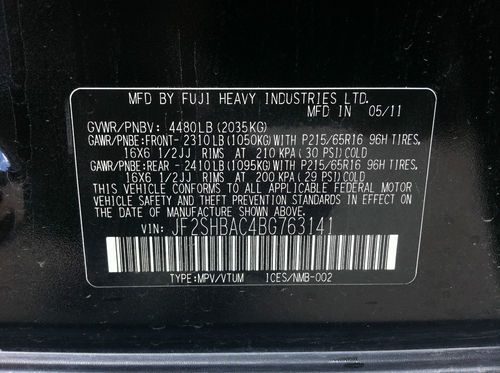 MFD BY FUJI HEAVY INDUSTRIES LTD.
MFD IN 05/11
GVWR/PNBV: 4480LB (2035KG)
GAWR/PNBE:FRONT-2310LB(1050KG)WITH P215/65R16 96H TIRES,
16X6 1/2JJ RIMS AT 210 KPA(30 PSI)COLD
GAWR/PNBE:REAR -2410LB(1095KG)WITH P215/65R16 96H TIRES,
16X6 1/2JJ RIMS AT 200 KPA(29 PSI)COLD
THIS VEHICLE CONFORMS TO ALL APPLICABLE FEDERAL MOTOR
VEHICLE SAFETY AND THEFT PREVENTION STANDARDS
IN EFFECT ON THE DATE OF MANUFACTURE SHOWN ABOVE.
VIN: JF2SHBAC4BG763141
TYPE:MPV/VTUM ICES/NMB-002